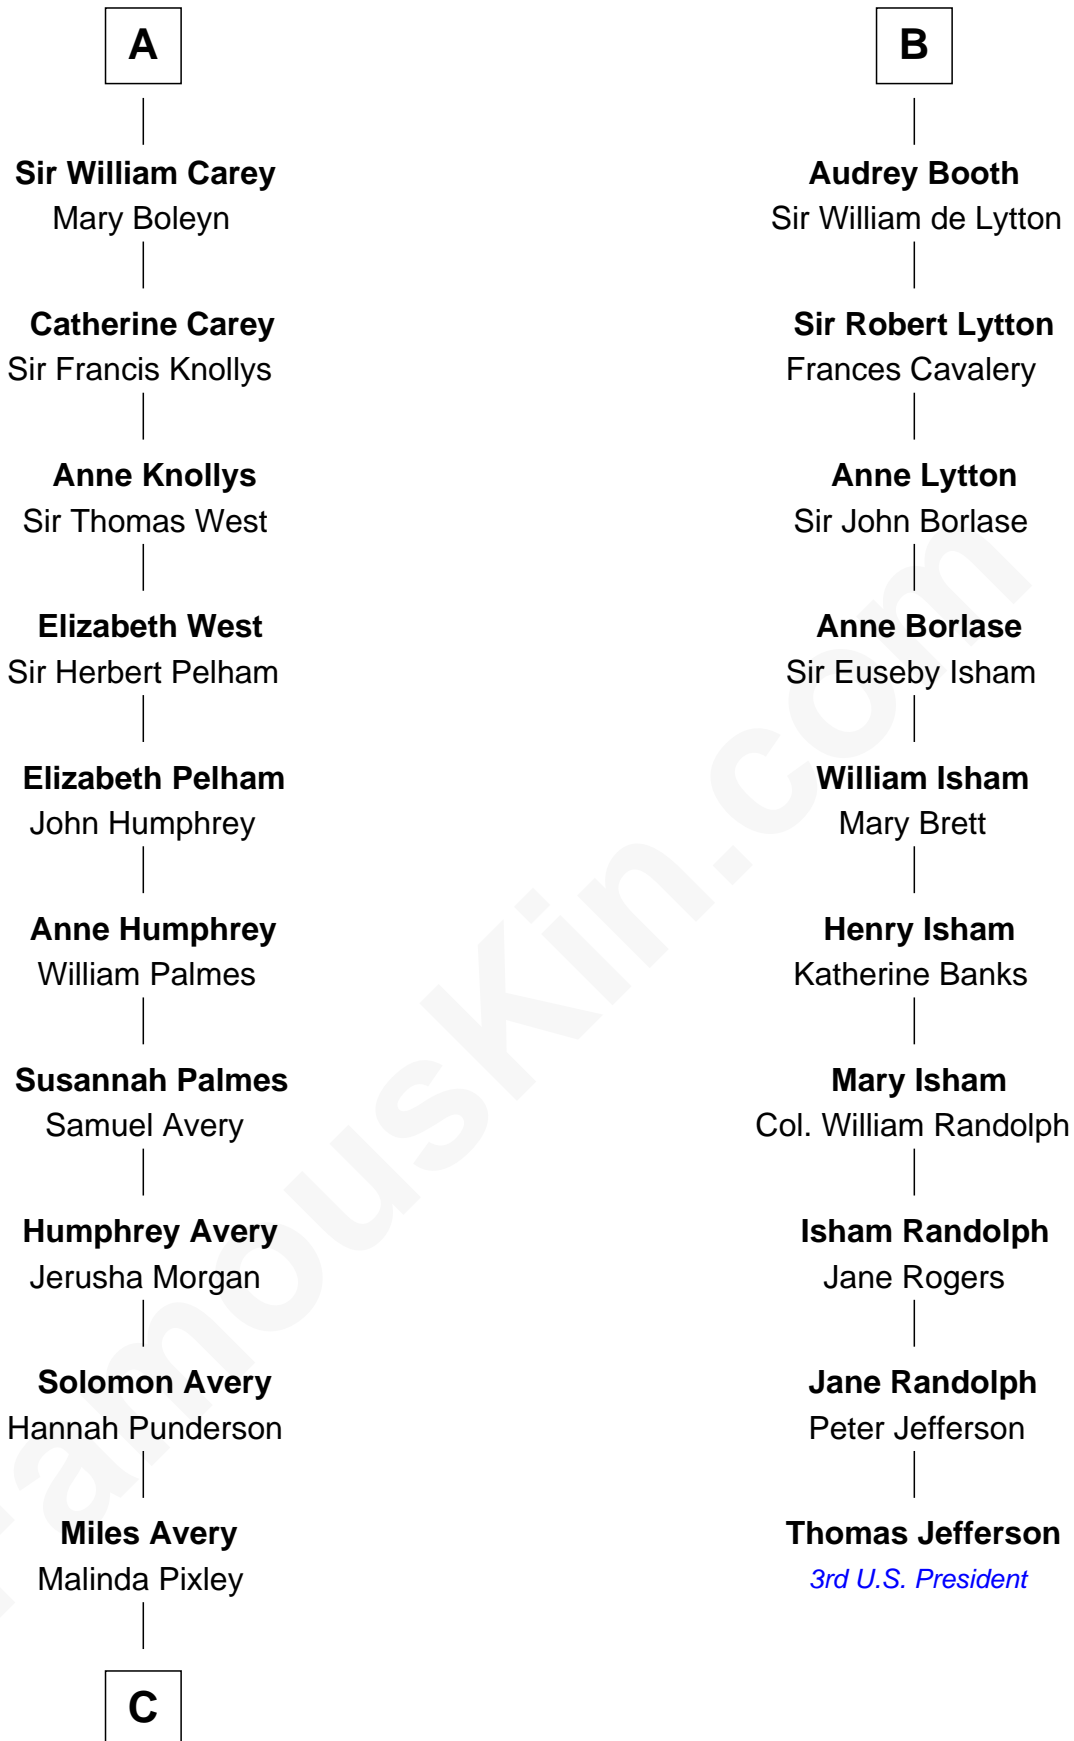 A
Sir William Carey
Mary Boleyn
Catherine Carey
Sir Francis Knollys
Anne Knollys
Sir Thomas West
Elizabeth West
Sir Herbert Pelham
Elizabeth Pelham
John Humphrey
Anne Humphrey
William Palmes
Susannah Palmes
Samuel Avery
Humphrey Avery
Jerusha Morgan
Solomon Avery
Hannah Punderson
Miles Avery
Malinda Pixley
C
B
Audrey Booth
Sir William de Lytton
Sir Robert Lytton
Frances Cavalery
Anne Lytton
Sir John Borlase
Anne Borlase
Sir Euseby Isham
William Isham
Mary Brett
Henry Isham
Katherine Banks
Mary Isham
Col. William Randolph
Isham Randolph
Jane Rogers
Jane Randolph
Peter Jefferson
Thomas Jefferson
3rd U.S. President
FamousKin.com